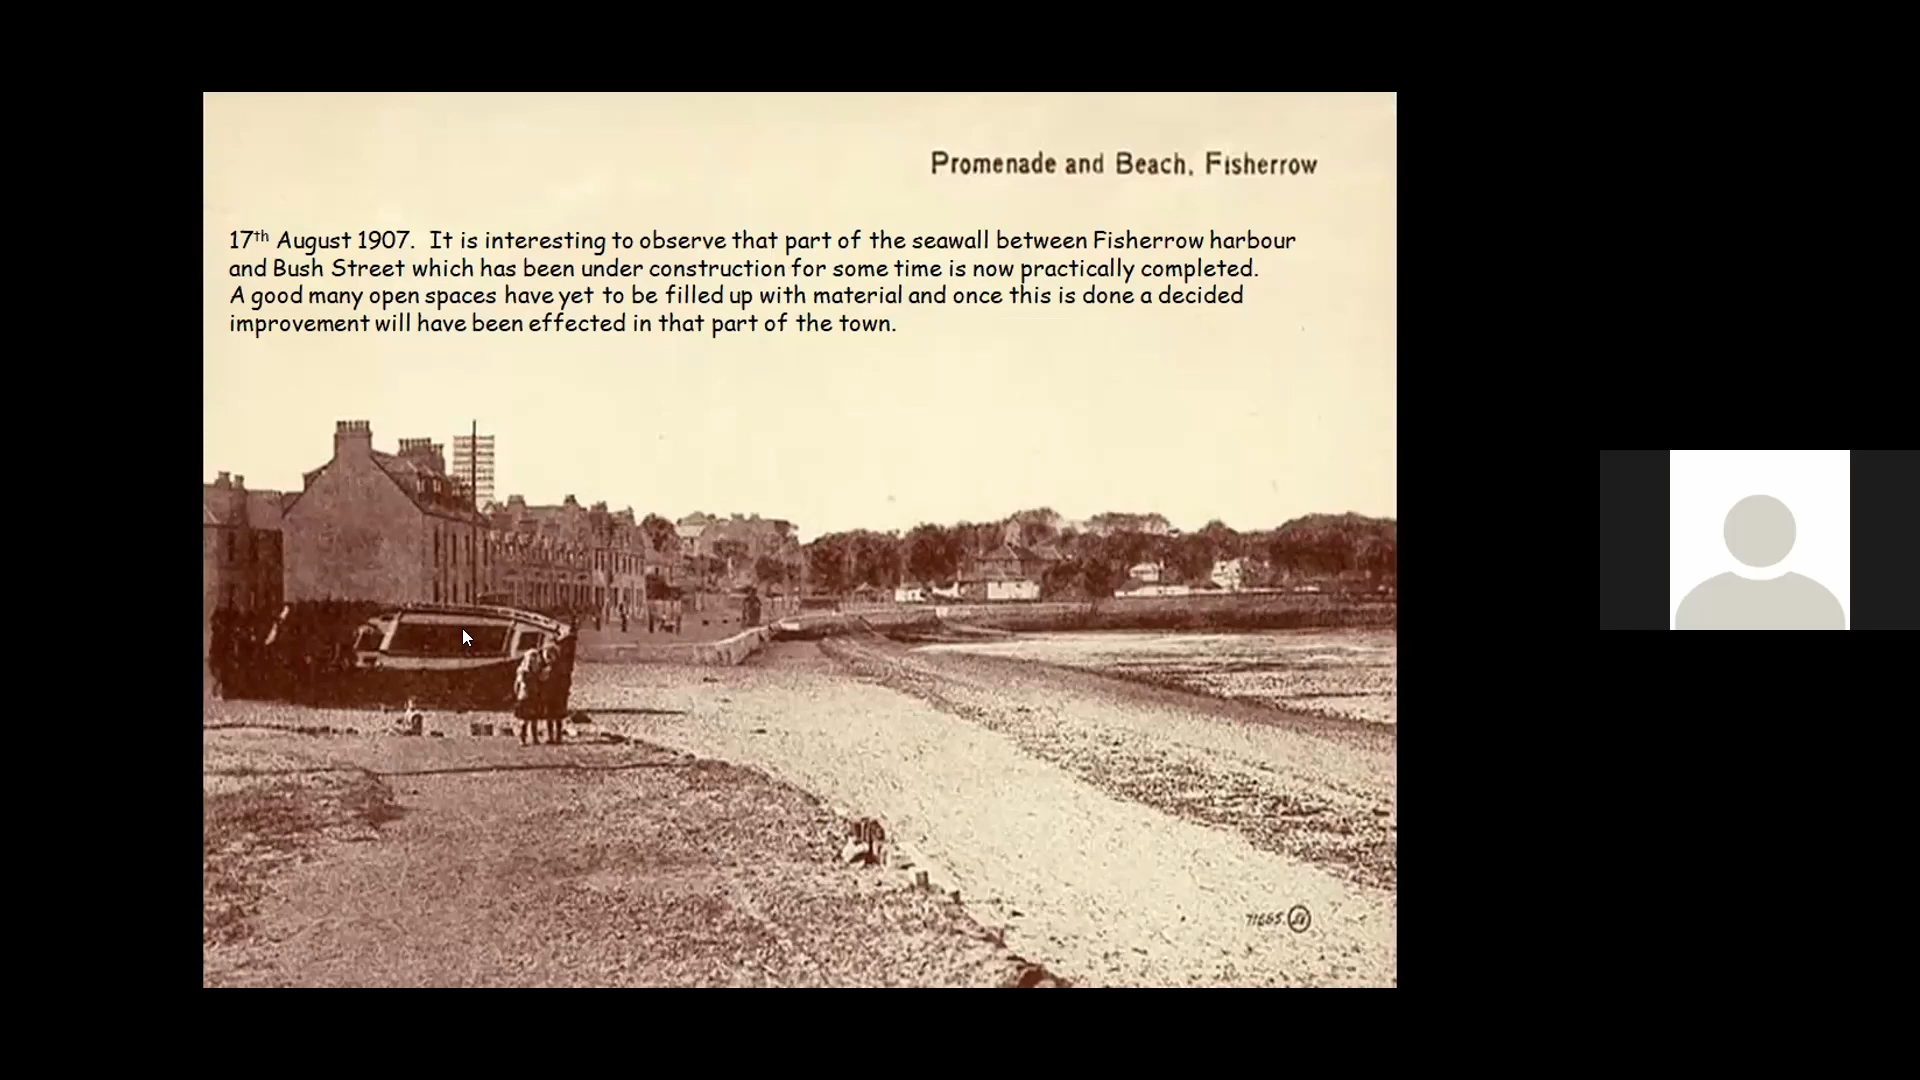 Promenade and Beach, Fisherrow
17th August 1907. It is interesting to observe that part of the seawall between Fisherrow harbour
and Bush Street which has been under construction for some time is now practically completed.
A good many open spaces have yet to be filled up with material and once this is done a decided
improvement will have been effected in that part of the town.